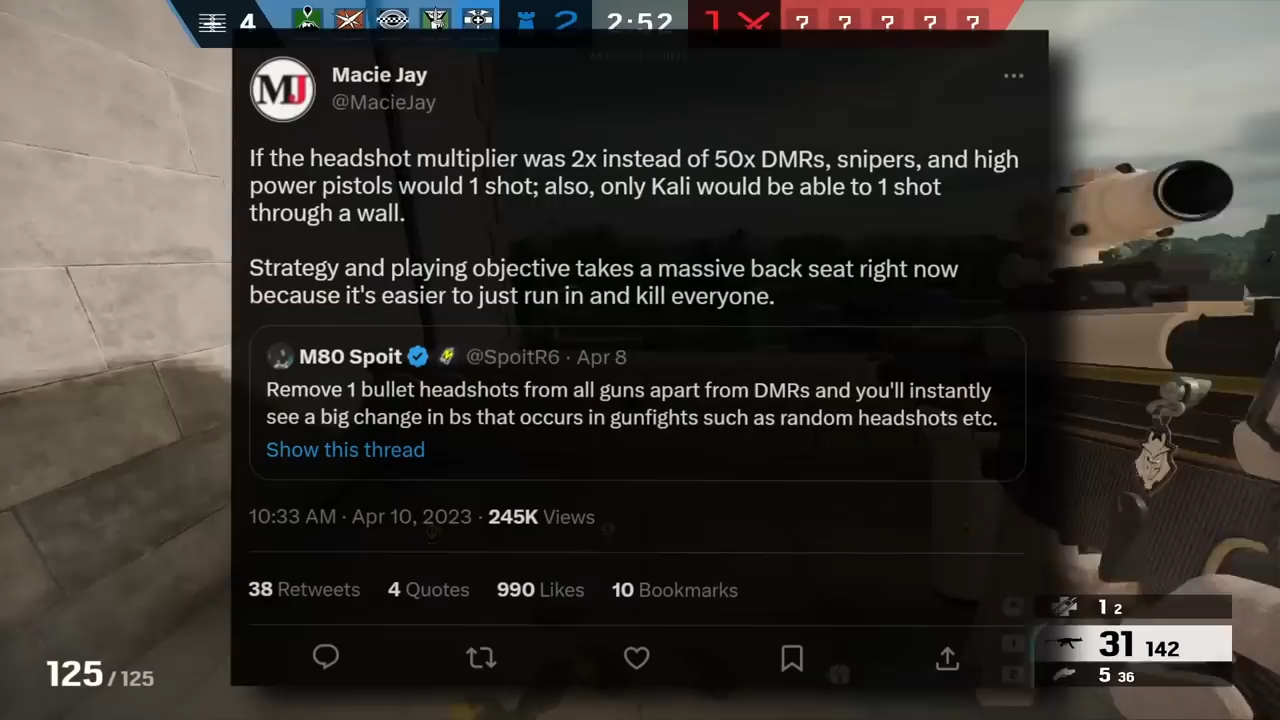 4 2 2:52 1 ? ? ? ? ?
MJ Macie Jay
@MacieJay
If the headshot multiplier was 2x instead of 50x DMRs, snipers, and high
power pistols would 1 shot; also, only Kali would be able to 1 shot
through a wall.
Strategy and playing objective takes a massive back seat right now
because it's easier to just run in and kill everyone.
M80 Spoit @SpoitR6 · Apr 8
Remove 1 bullet headshots from all guns apart from DMRs and you'll instantly
see a big change in bs that occurs in gunfights such as random headshots etc.
Show this thread
10:33 AM · Apr 10, 2023 · 245K Views
38 Retweets 4 Quotes 990 Likes 10 Bookmarks
1 2
31 142
125 / 125
5 36